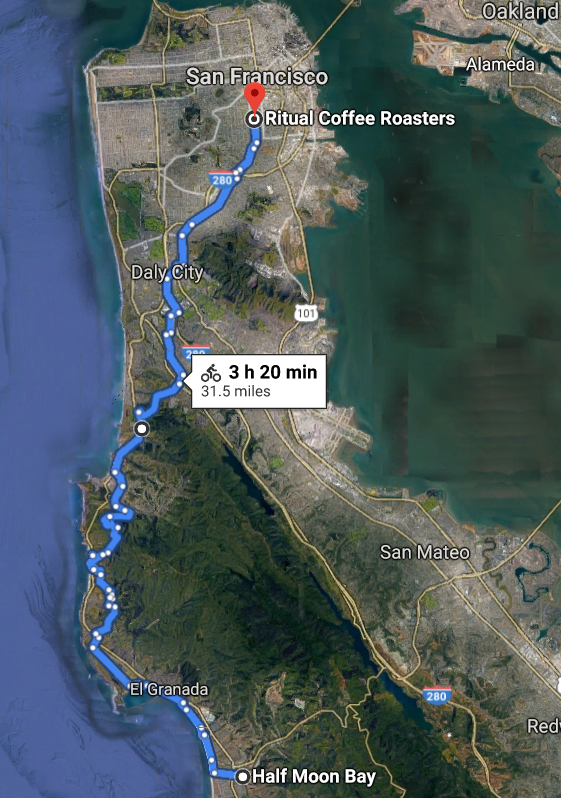 Oakland
Alameda
San Francisco
Ritual Coffee Roasters
280
Daly City
101
280
3 h 20 min
31.5 miles
San Mateo
El Granada
280
Redw
Half Moon Bay